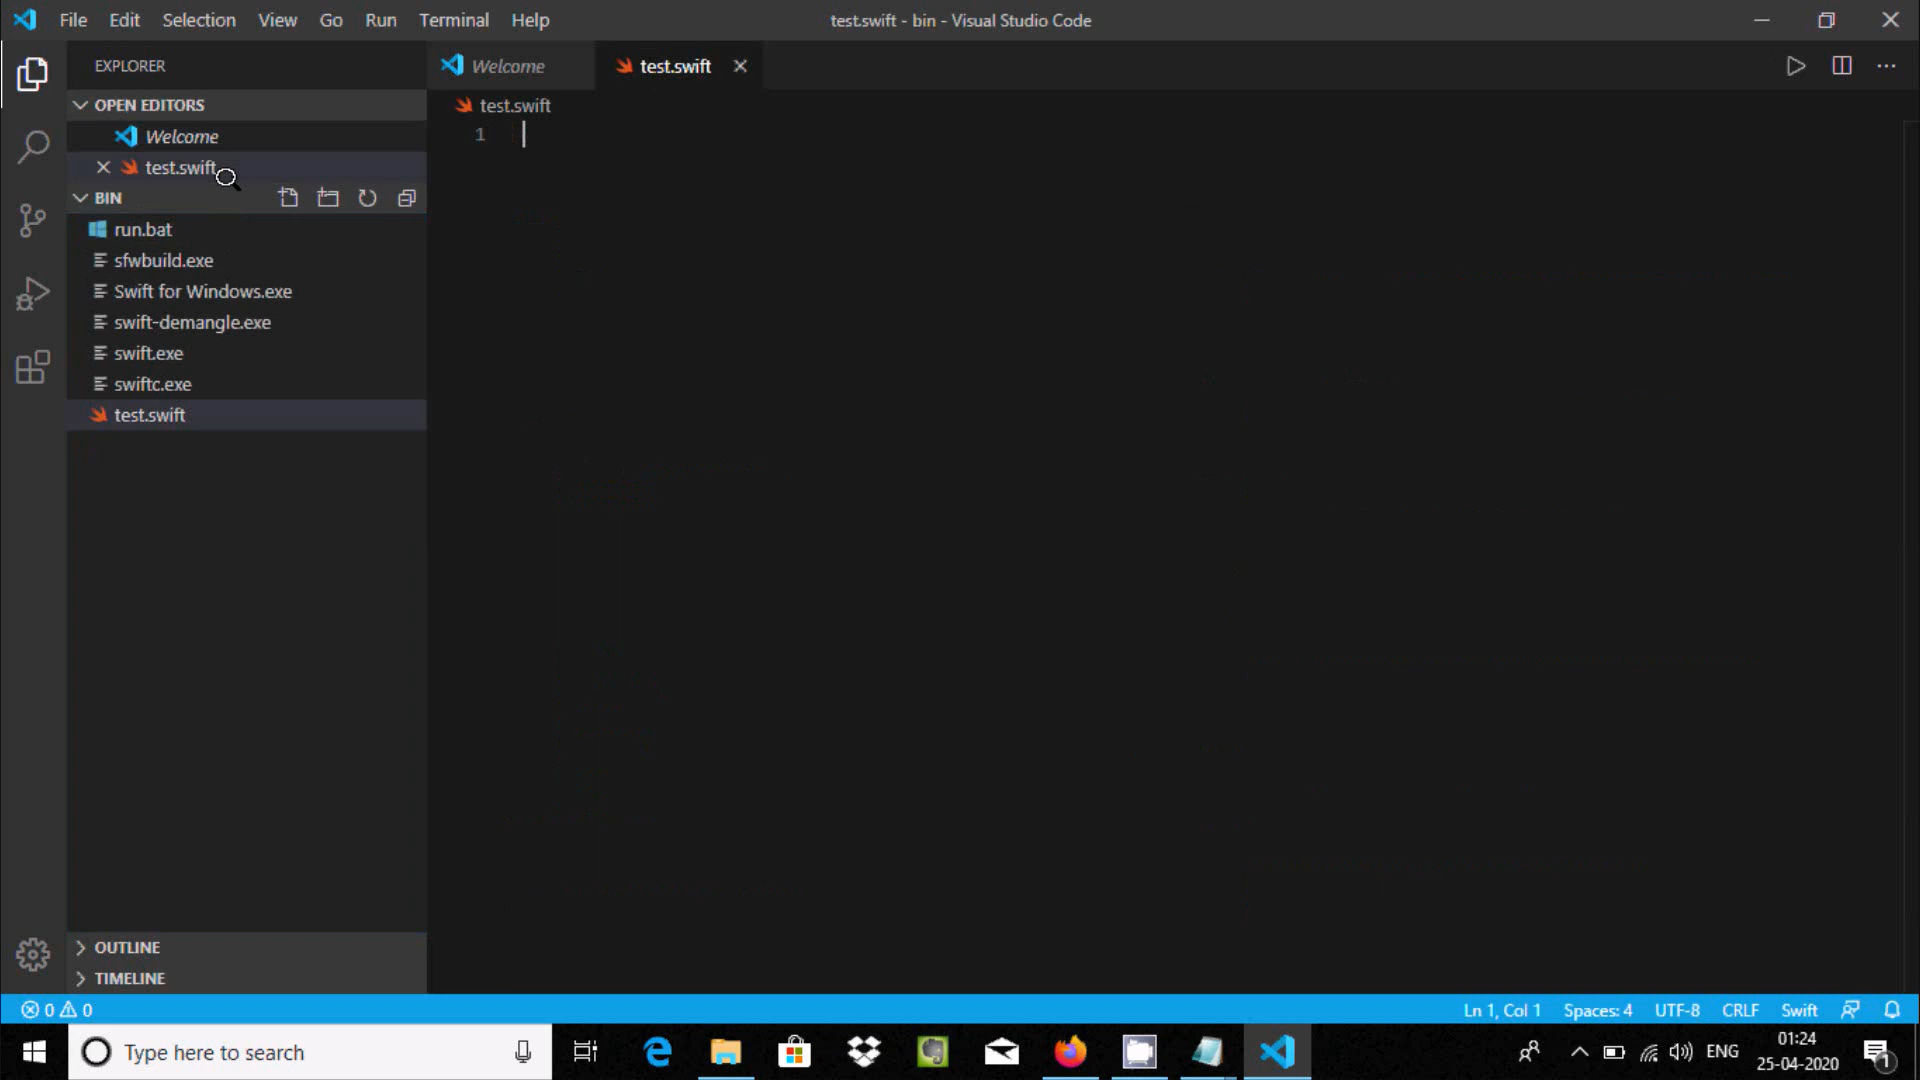 File Edit Selection View Go Run Terminal Help
test.swift - bin - Visual Studio Code
EXPLORER
Welcome
test.swift
OPEN EDITORS
test.swift
Welcome
1
test.swift
BIN
run.bat
sfwbuild.exe
Swift for Windows.exe
swift-demangle.exe
swift.exe
swiftc.exe
test.swift
OUTLINE
TIMELINE
0 0
Ln 1, Col 1 Spaces: 4 UTF-8 CRLF Swift
Type here to search
ENG
01:24
25-04-2020
1